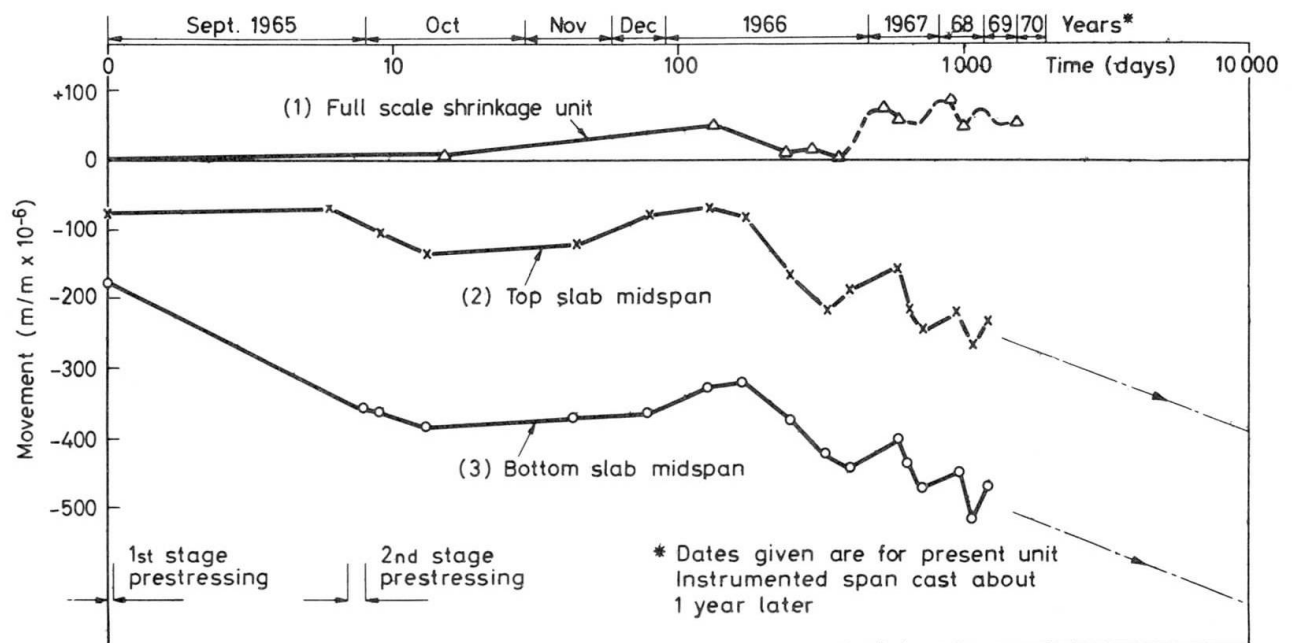 Sept. 1965 Oct Nov Dec 1966 1967 68 69 70 Years*
0 10 100 1 000 Time (days) 10 000
+100
(1) Full scale shrinkage unit
0
-100
(2) Top slab midspan
-200
-300
-400
(3) Bottom slab midspan
-500
Movement (m/m x 10-6)
1st stage
prestressing
2nd stage
prestressing
* Dates given are for present unit
Instrumented span cast about
1 year later